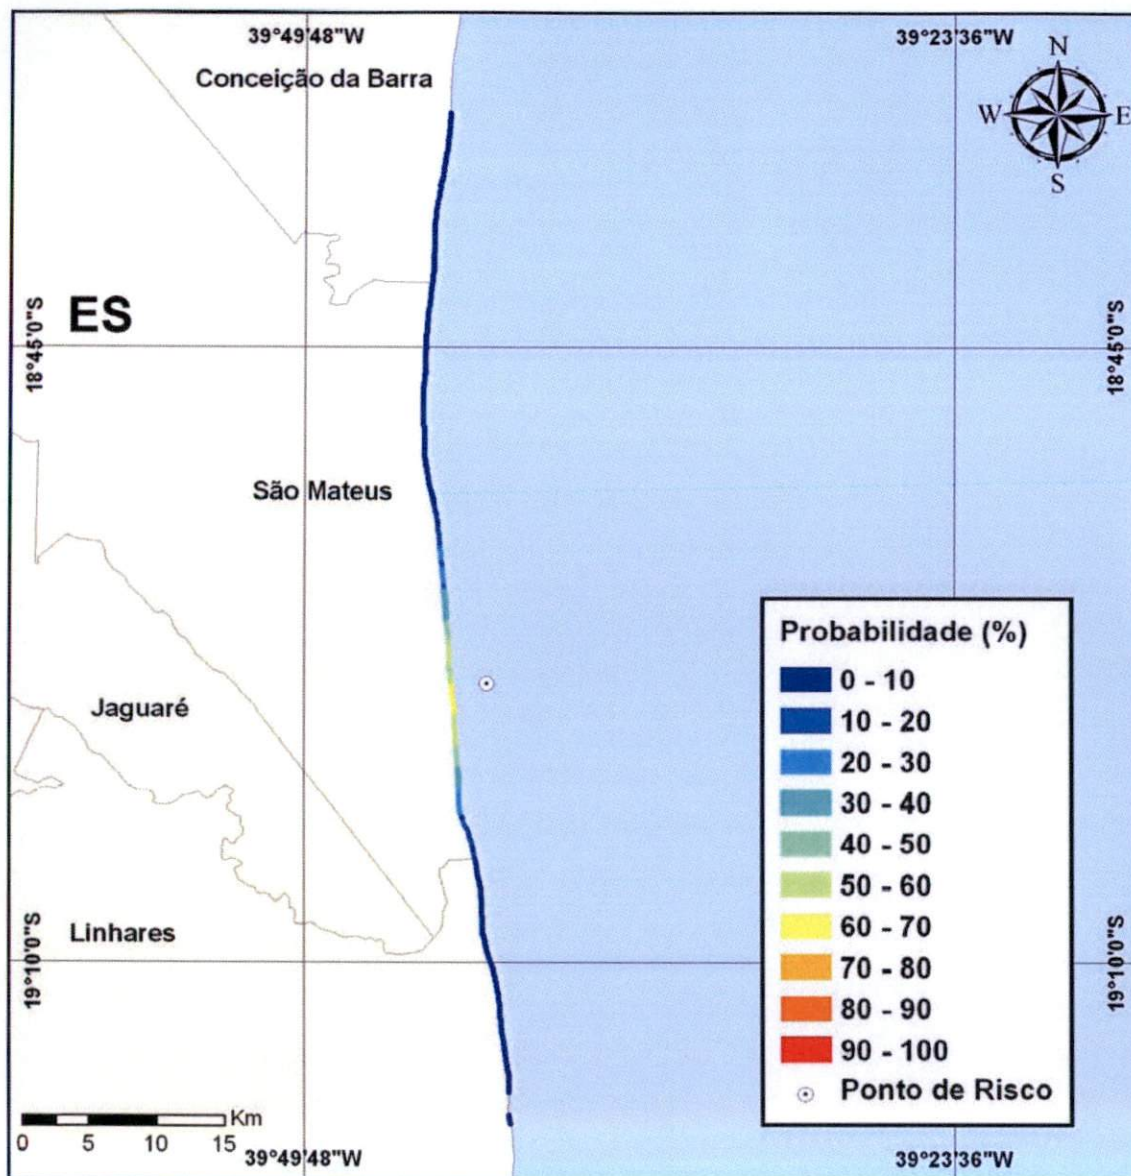 39°49'48"W
39°23'36"W
N
Conceição da Barra
W
E
S
ES
18°45'0"S
18°45'0"S
São Mateus
Probabilidade (%)
0 - 10
10 - 20
20 - 30
30 - 40
40 - 50
50 - 60
60 - 70
70 - 80
80 - 90
90 - 100
Ponto de Risco
Jaguaré
Linhares
19°10'0"S
19°10'0"S
Km
0 5 10 15
39°49'48"W
39°23'36"W